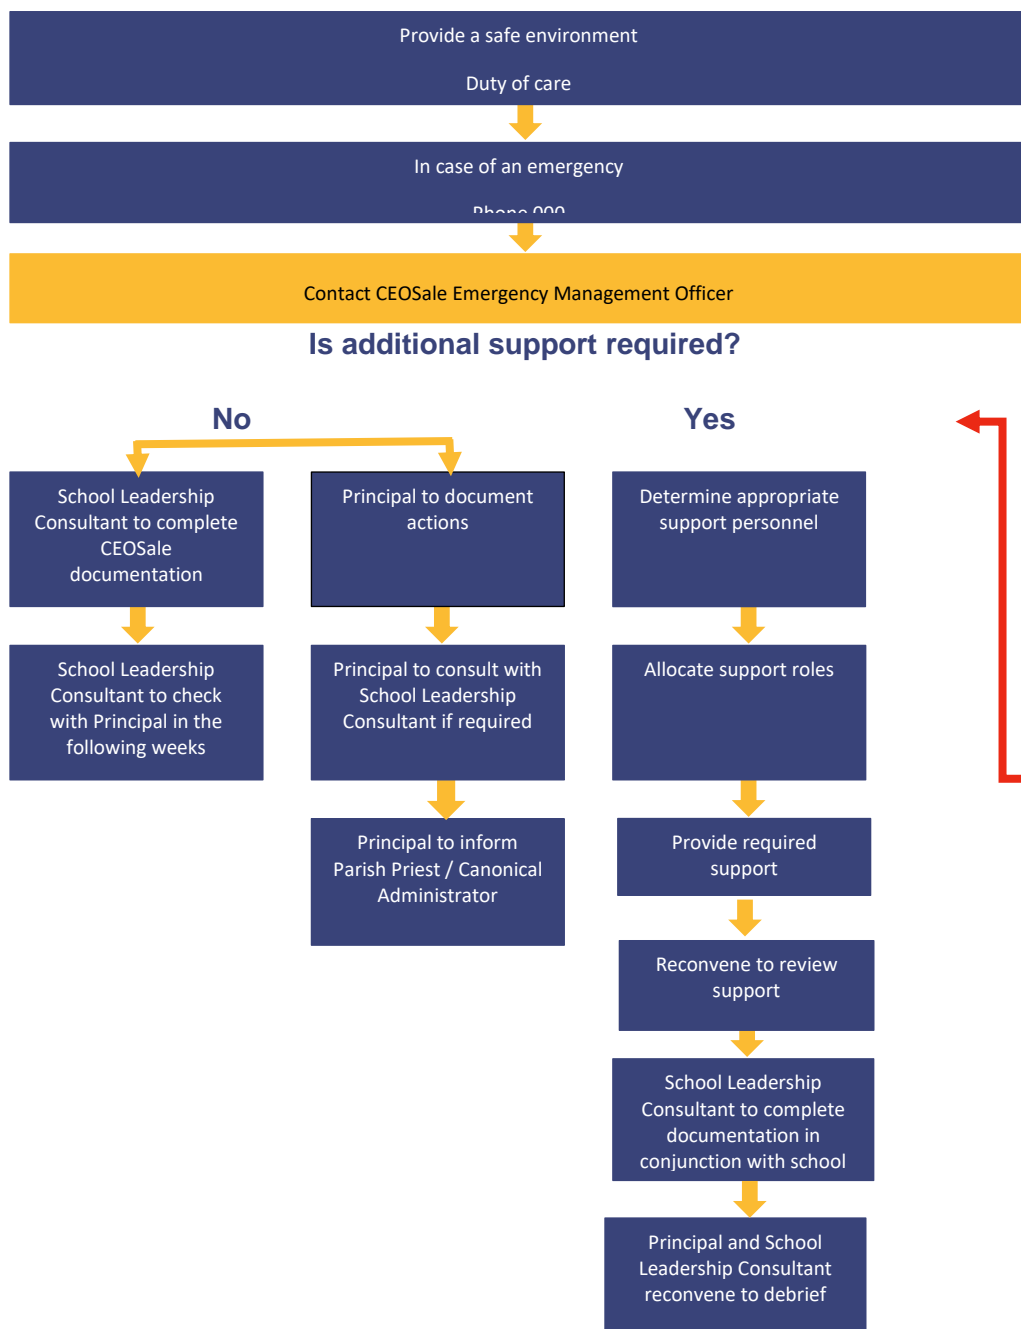 Provide a safe environment
Duty of care
In case of an emergency
Phone 000
Contact CEOSale Emergency Management Officer
Is additional support required?
No
Yes
School Leadership
Consultant to complete
CEOSale
documentation
Principal to document
actions
Determine appropriate
support personnel
School Leadership
Consultant to check
with Principal in the
following weeks
Principal to consult with
School Leadership
Consultant if required
Allocate support roles
Principal to inform
Parish Priest / Canonical
Administrator
Provide required
support
Reconvene to review
support
School Leadership
Consultant to complete
documentation in
conjunction with school
Principal and School
Leadership Consultant
reconvene to debrief